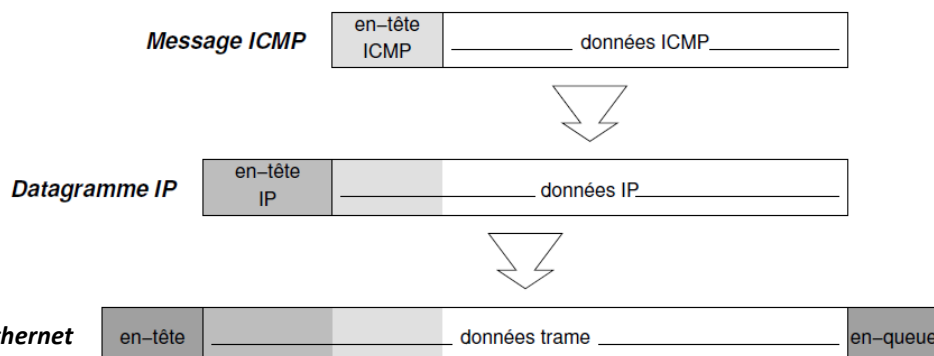 Message ICMP
en-tête
ICMP
données ICMP
Datagramme IP
en-tête
IP
données IP
hernet
en-tête
données trame
en-queue